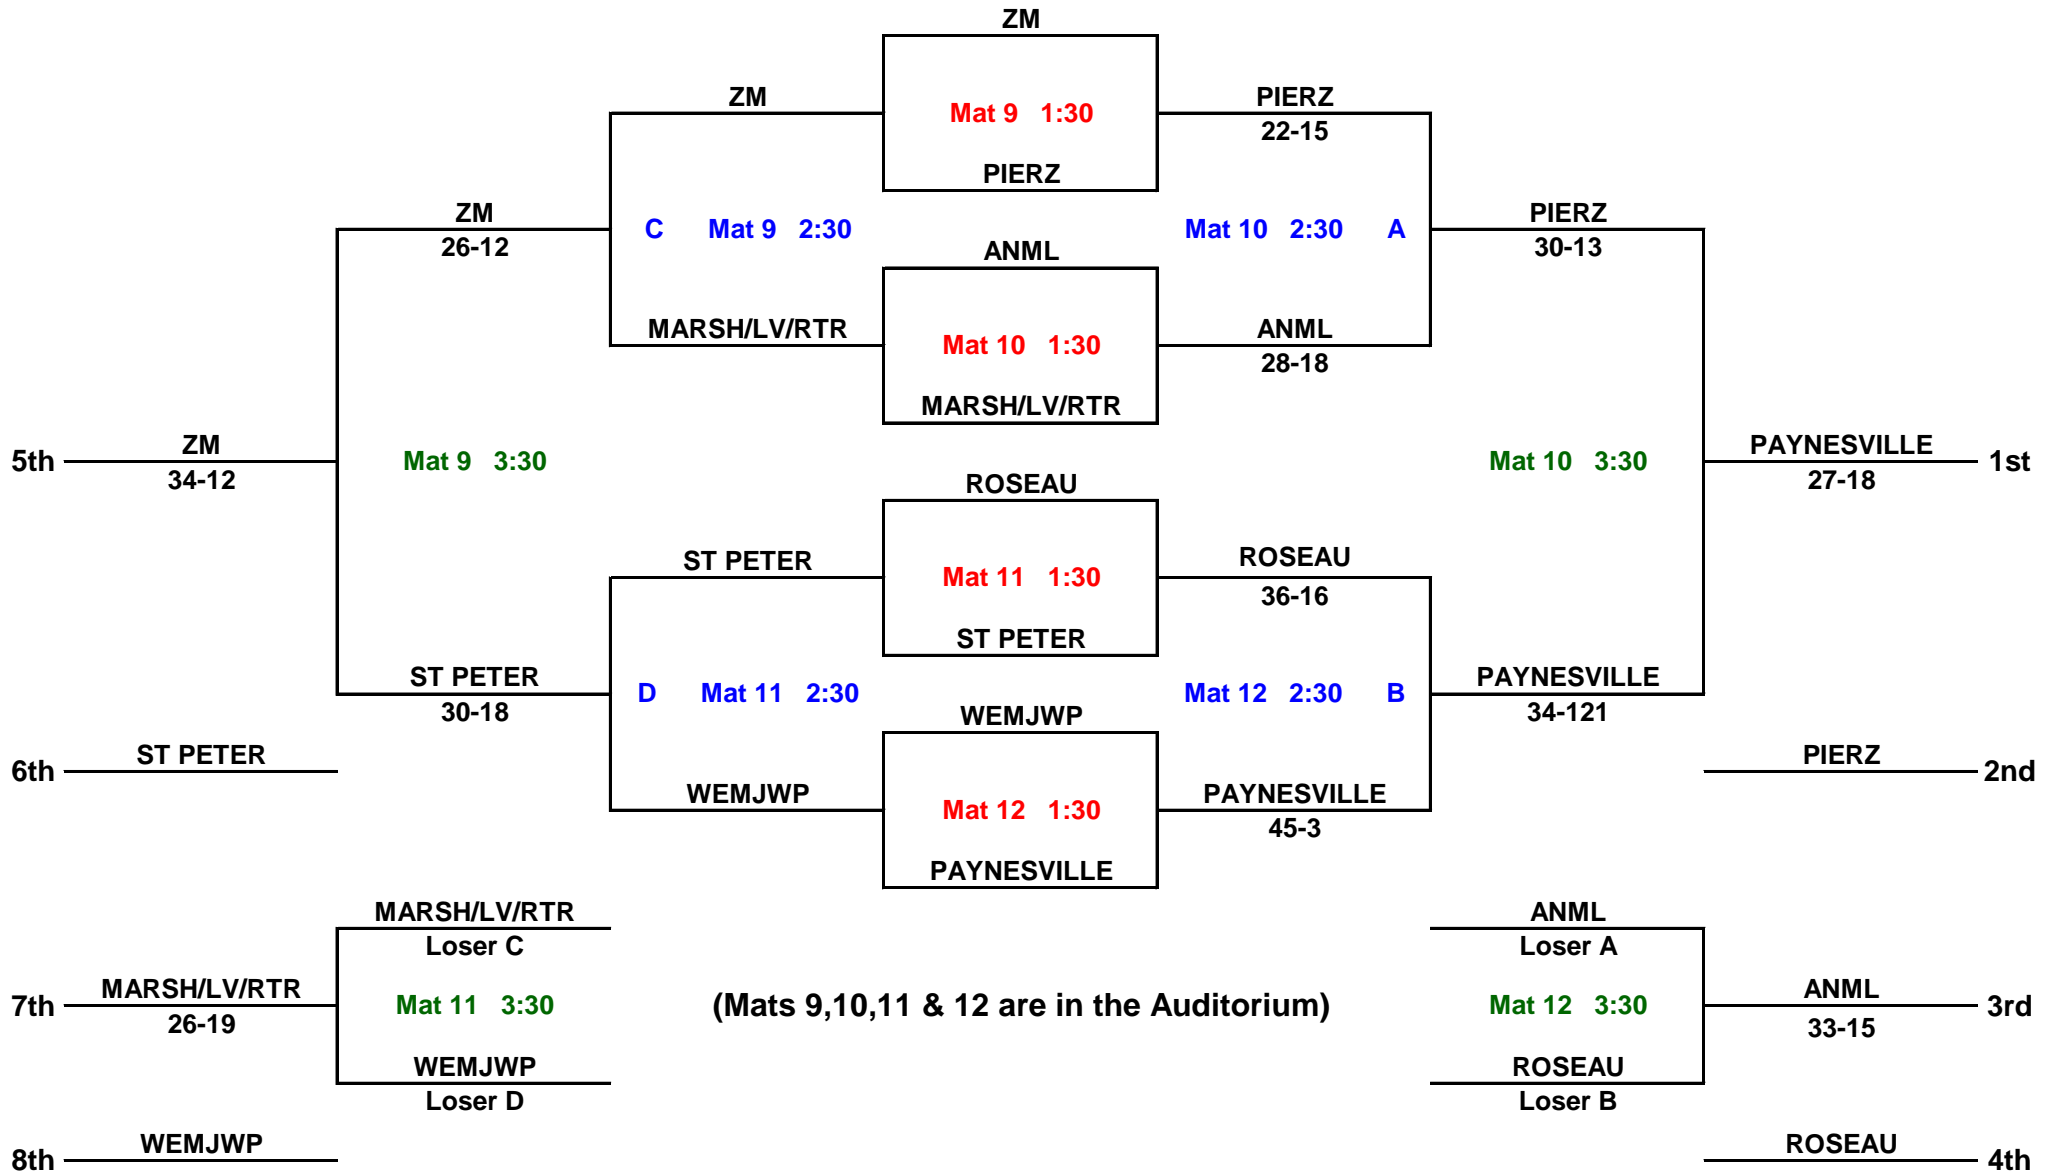 ZM
ZM
Mat 9 1:30
PIERZ
22-15
PIERZ
ZM
26-12
C Mat 9 2:30
Mat 10 2:30 A
PIERZ
30-13
ANML
MARSH/LV/RTR
Mat 10 1:30
ANML
28-18
MARSH/LV/RTR
5th
ZM
34-12
Mat 9 3:30
Mat 10 3:30
PAYNESVILLE
27-18
1st
ROSEAU
ST PETER
Mat 11 1:30
ROSEAU
36-16
ST PETER
ST PETER
30-18
D Mat 11 2:30
Mat 12 2:30 B
PAYNESVILLE
34-121
WEMJWP
6th
ST PETER
PIERZ
2nd
WEMJWP
Mat 12 1:30
PAYNESVILLE
45-3
PAYNESVILLE
MARSH/LV/RTR
Loser C
ANML
Loser A
7th
MARSH/LV/RTR
26-19
Mat 11 3:30
(Mats 9,10,11 & 12 are in the Auditorium)
Mat 12 3:30
ANML
33-15
3rd
WEMJWP
Loser D
ROSEAU
Loser B
8th
WEMJWP
ROSEAU
4th